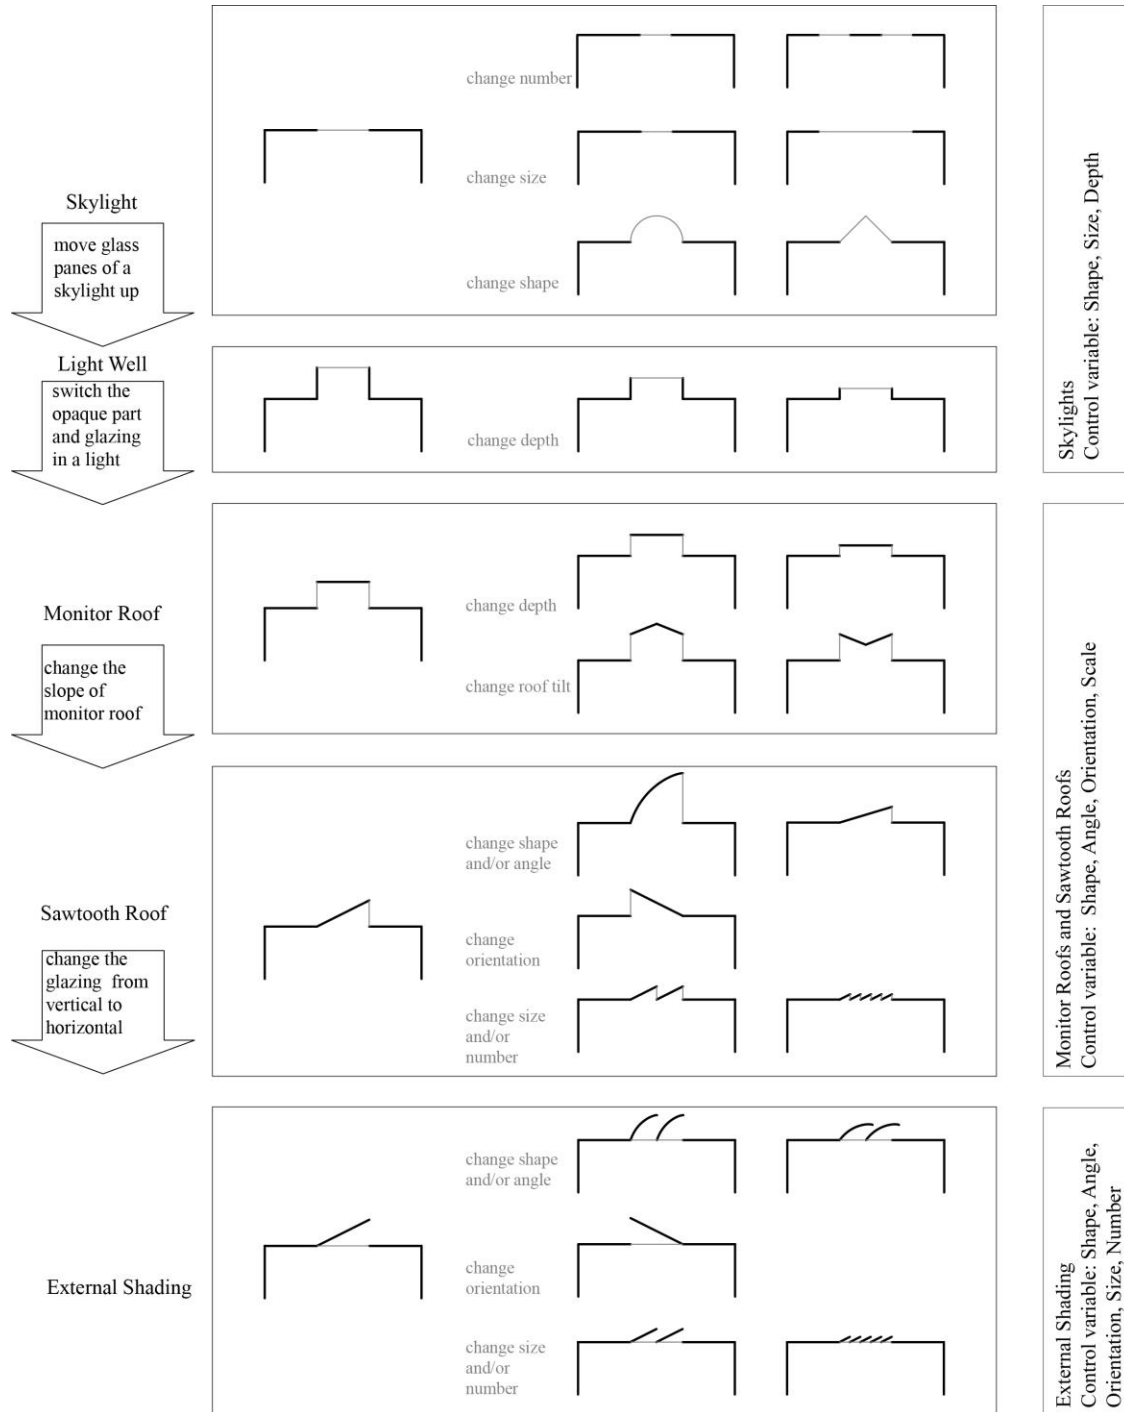 change number
change size
change shape
Skylight
move glass
panes of a
skylight up
Light Well
switch the
opaque part
and glazing
in a light
change depth
Skylights
Control variable: Shape, Size, Depth
Monitor Roof
change the
slope of
monitor roof
change depth
change roof tilt
Sawtooth Roof
change the
glazing from
vertical to
horizontal
change shape
and/or angle
change
orientation
change size
and/or
number
Monitor Roofs and Sawtooth Roofs
Control variable: Shape, Angle, Orientation, Scale
External Shading
change shape
and/or angle
change
orientation
change size
and/or
number
External Shading
Control variable: Shape, Angle,
Orientation, Size, Number